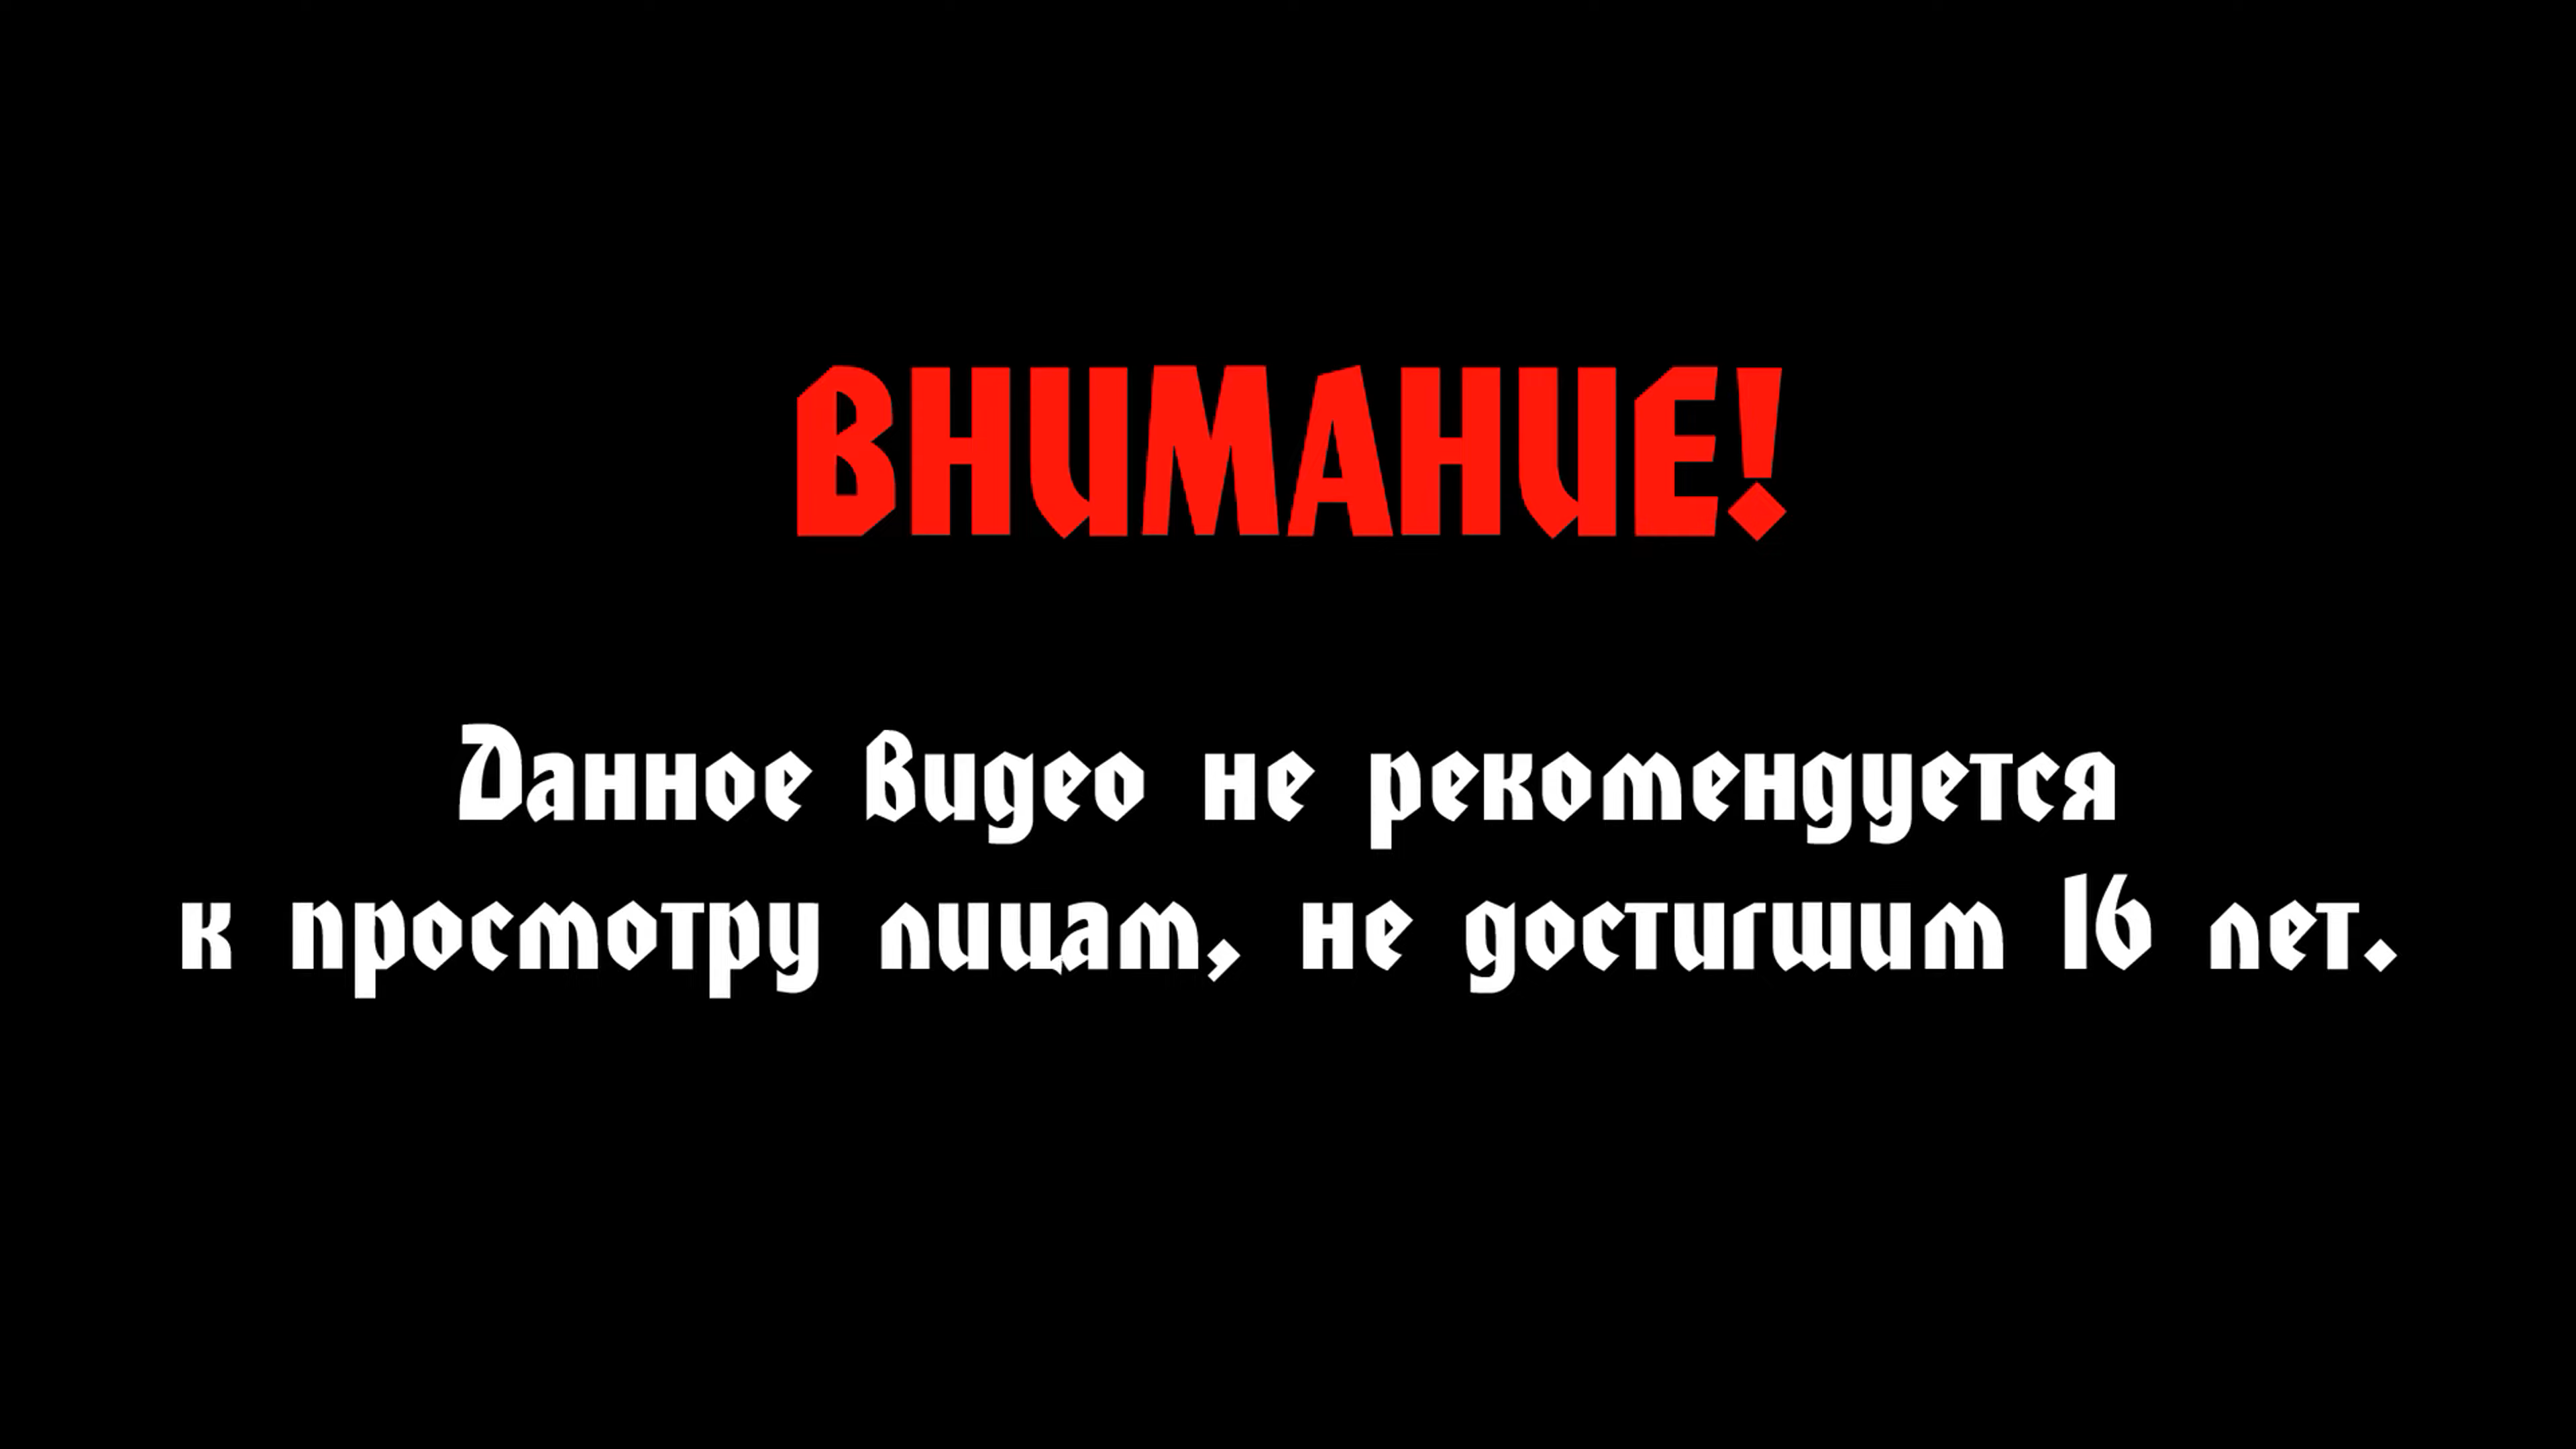 ВНИМАНИЕ!
Данное видео не рекомендуется
к просмотру лицам, не достигшим 16 лет.